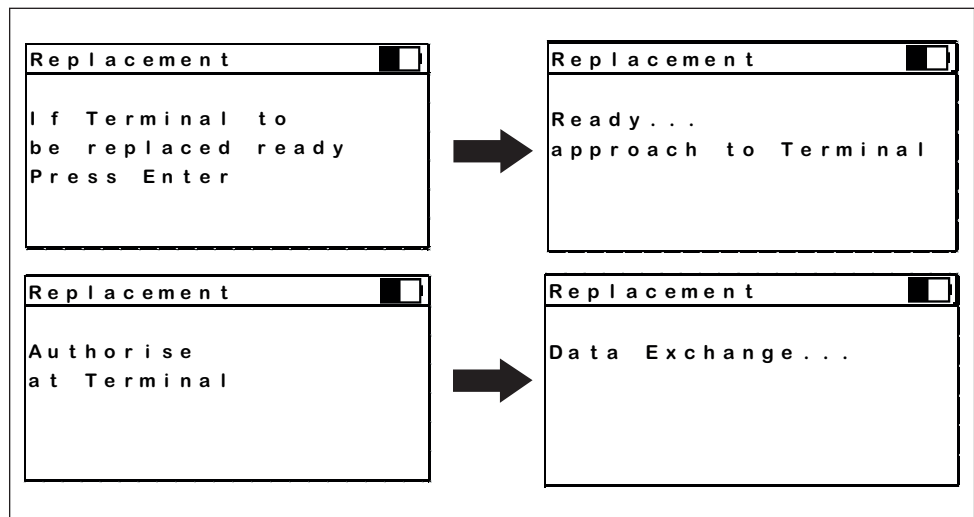 Replacement
If Terminal to
be replaced ready
Press Enter
Replacement
Ready...
approach to Terminal
Replacement
Authorise
at Terminal
Replacement
Data Exchange...